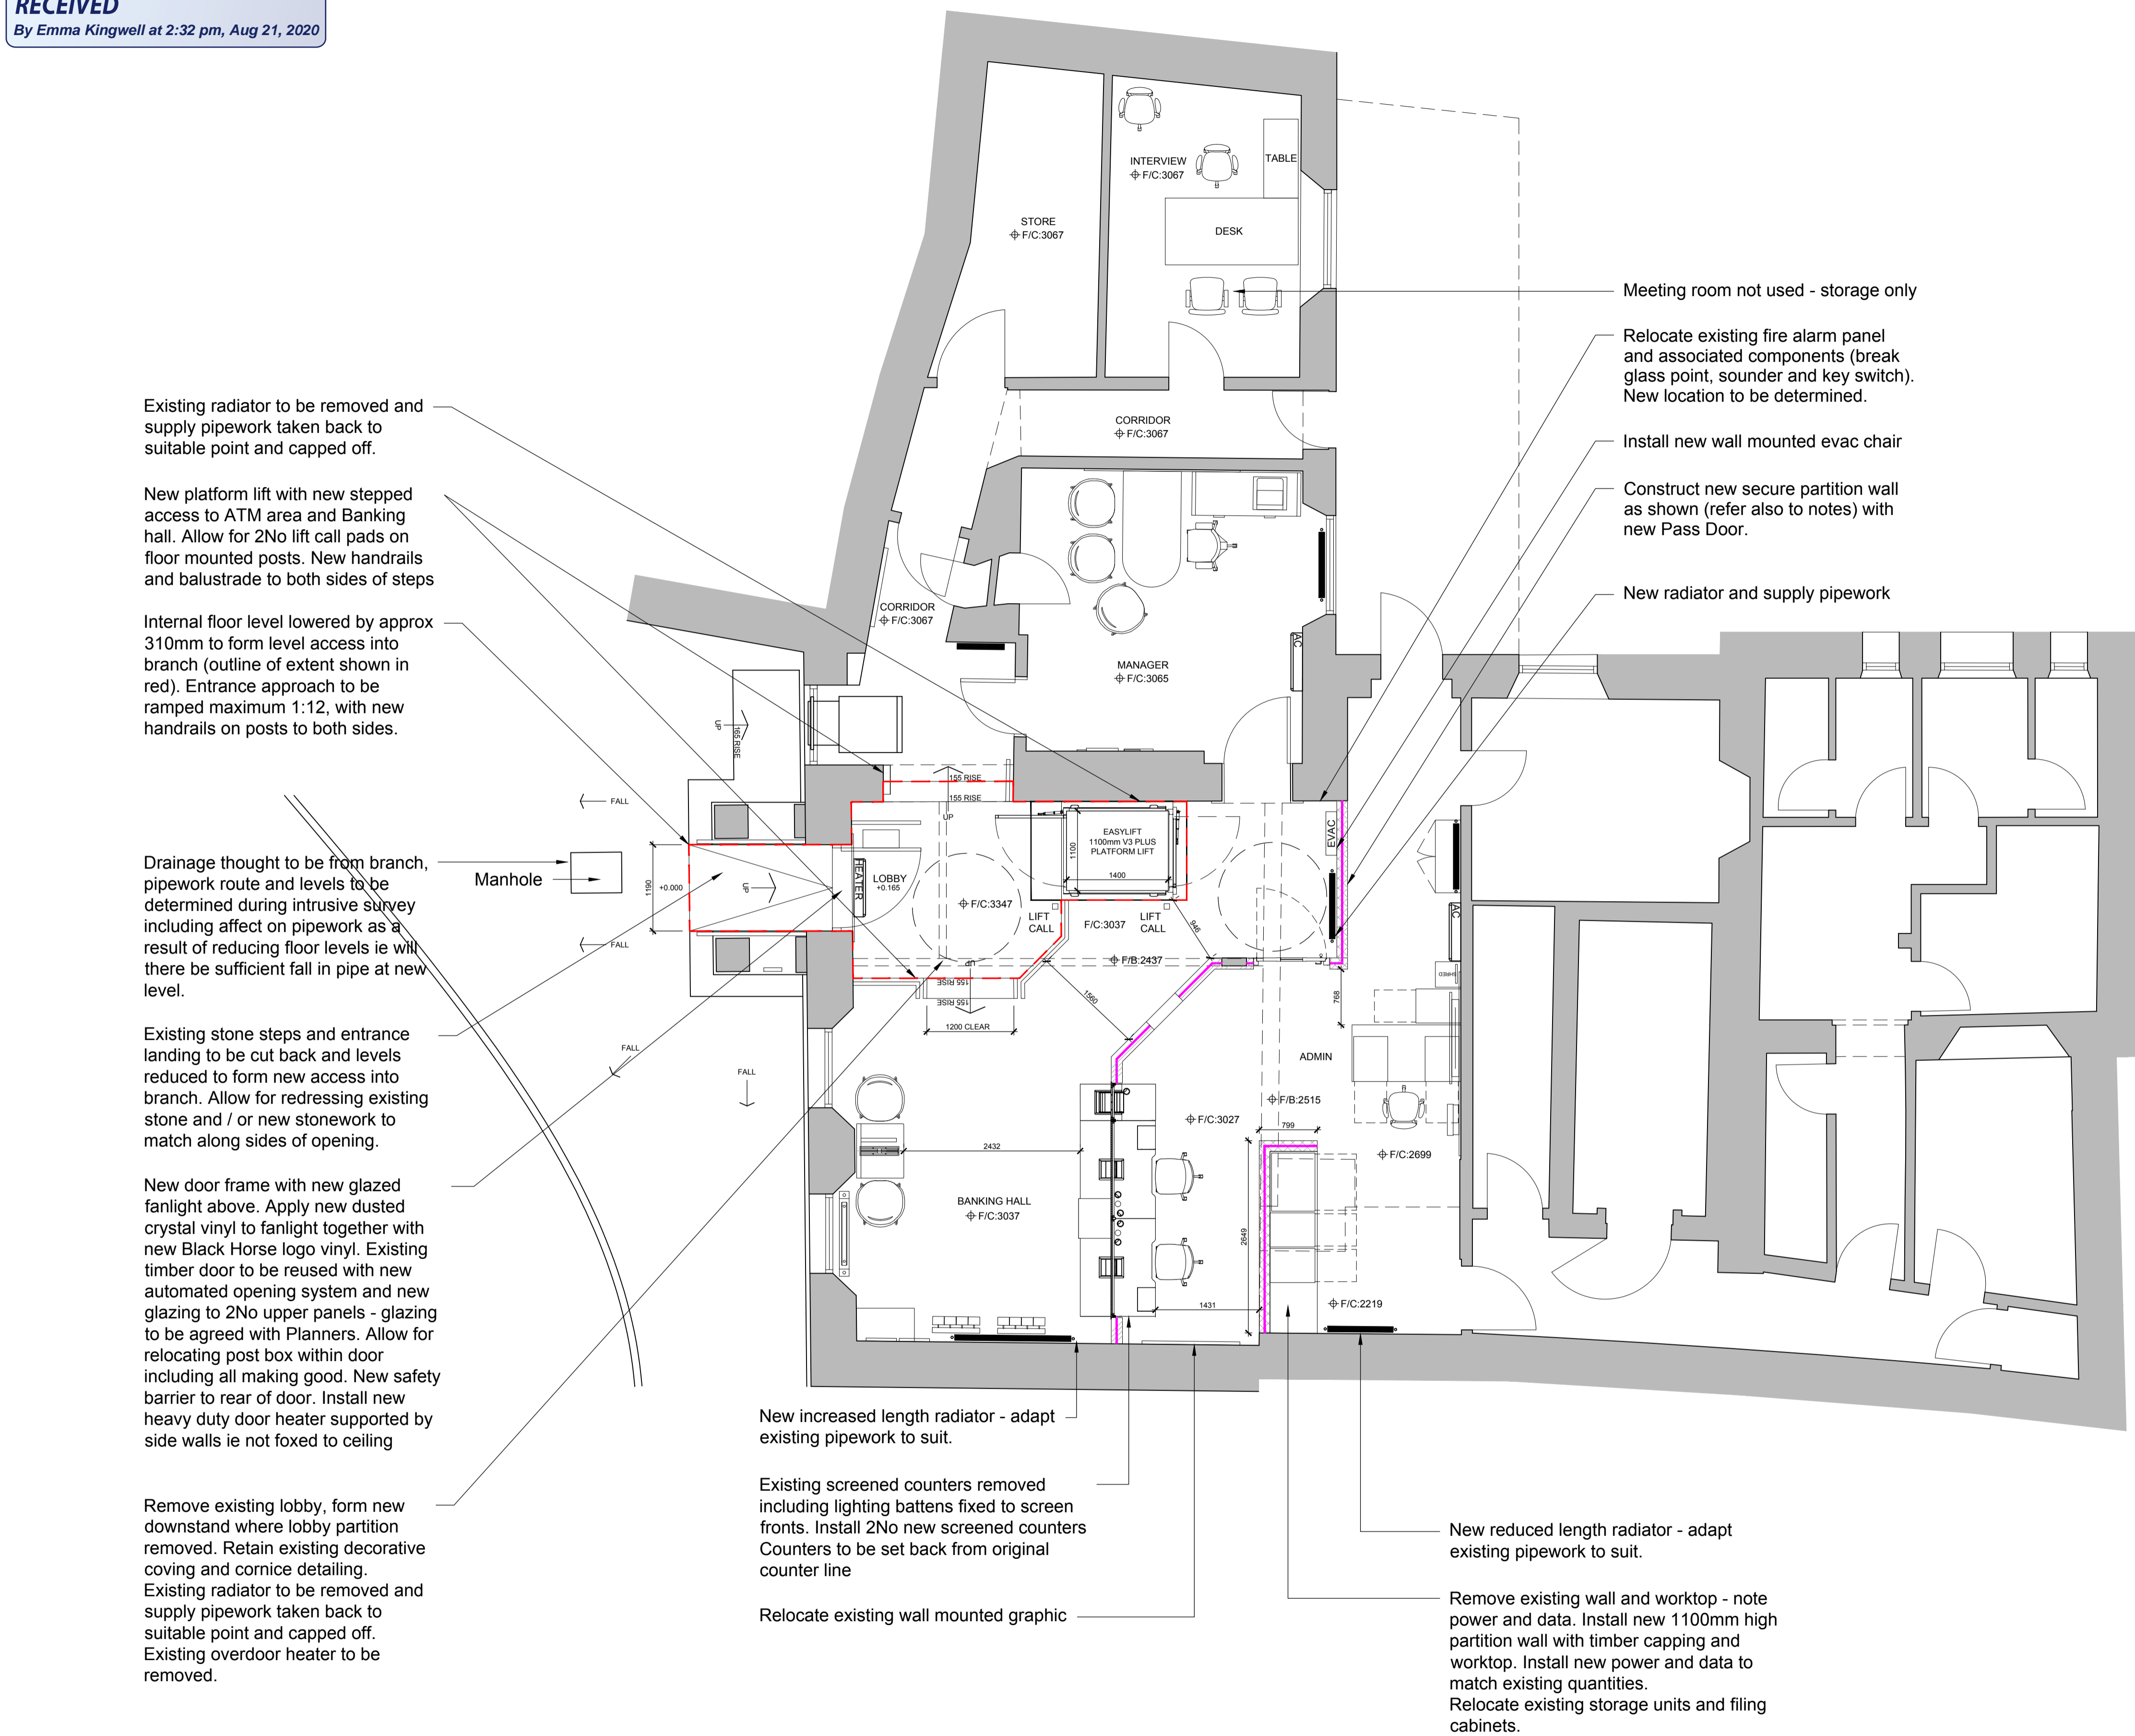 RECEIVED
By Emma Kingwell at 2:32 pm, Aug 21, 2020
Existing radiator to be removed and
supply pipework taken back to
suitable point and capped off.
New platform lift with new stepped
access to ATM area and Banking
hall. Allow for 2No lift call pads on
floor mounted posts. New handrails
and balustrade to both sides of steps
Internal floor level lowered by approx
310mm to form level access into
branch (outline of extent shown in
red). Entrance approach to be
ramped maximum 1:12, with new
handrails on posts to both sides.
Drainage thought to be from branch,
pipework route and levels to be
determined during intrusive survey
including affect on pipework as a
result of reducing floor levels ie will
there be sufficient fall in pipe at new
level.
Manhole
Existing stone steps and entrance
landing to be cut back and levels
reduced to form new access into
branch. Allow for redressing existing
stone and / or new stonework to
match along sides of opening.
New door frame with new glazed
fanlight above. Apply new dusted
crystal vinyl to fanlight together with
new Black Horse logo vinyl. Existing
timber door to be reused with new
automated opening system and new
glazing to 2No upper panels - glazing
to be agreed with Planners. Allow for
relocating post box within door
including all making good. New safety
barrier to rear of door. Install new
heavy duty door heater supported by
side walls ie not foxed to ceiling
Remove existing lobby, form new
downstand where lobby partition
removed. Retain existing decorative
coving and cornice detailing.
Existing radiator to be removed and
supply pipework taken back to
suitable point and capped off.
Existing overdoor heater to be
removed.
INTERVIEW
F/C:3067
TABLE
DESK
STORE
F/C:3067
CORRIDOR
F/C:3067
CORRIDOR
F/C:3067
MANAGER
F/C:3065
AC
UP
165 RISE
FALL
155 RISE
155 RISE
UP
EASYLIFT
1100mm V3 PLUS
PLATFORM LIFT
1100
1400
EVAC
1190
+0.000
UP
HEATER
LOBBY
+0.165
F/C:3347
LIFT
CALL
F/C:3037
LIFT
CALL
946
AC
FALL
UP
F/B:2437
155 RISE
155 RISE
1200 CLEAR
1560
768
SHRED
FALL
FALL
ADMIN
F/B:2515
F/C:3027
799
2432
F/C:2699
BANKING HALL
F/C:3037
2649
1431
F/C:2219
Meeting room not used - storage only
Relocate existing fire alarm panel
and associated components (break
glass point, sounder and key switch).
New location to be determined.
Install new wall mounted evac chair
Construct new secure partition wall
as shown (refer also to notes) with
new Pass Door.
New radiator and supply pipework
New increased length radiator - adapt
existing pipework to suit.
Existing screened counters removed
including lighting battens fixed to screen
fronts. Install 2No new screened counters
Counters to be set back from original
counter line
Relocate existing wall mounted graphic
New reduced length radiator - adapt
existing pipework to suit.
Remove existing wall and worktop - note
power and data. Install new 1100mm high
partition wall with timber capping and
worktop. Install new power and data to
match existing quantities.
Relocate existing storage units and filing
cabinets.